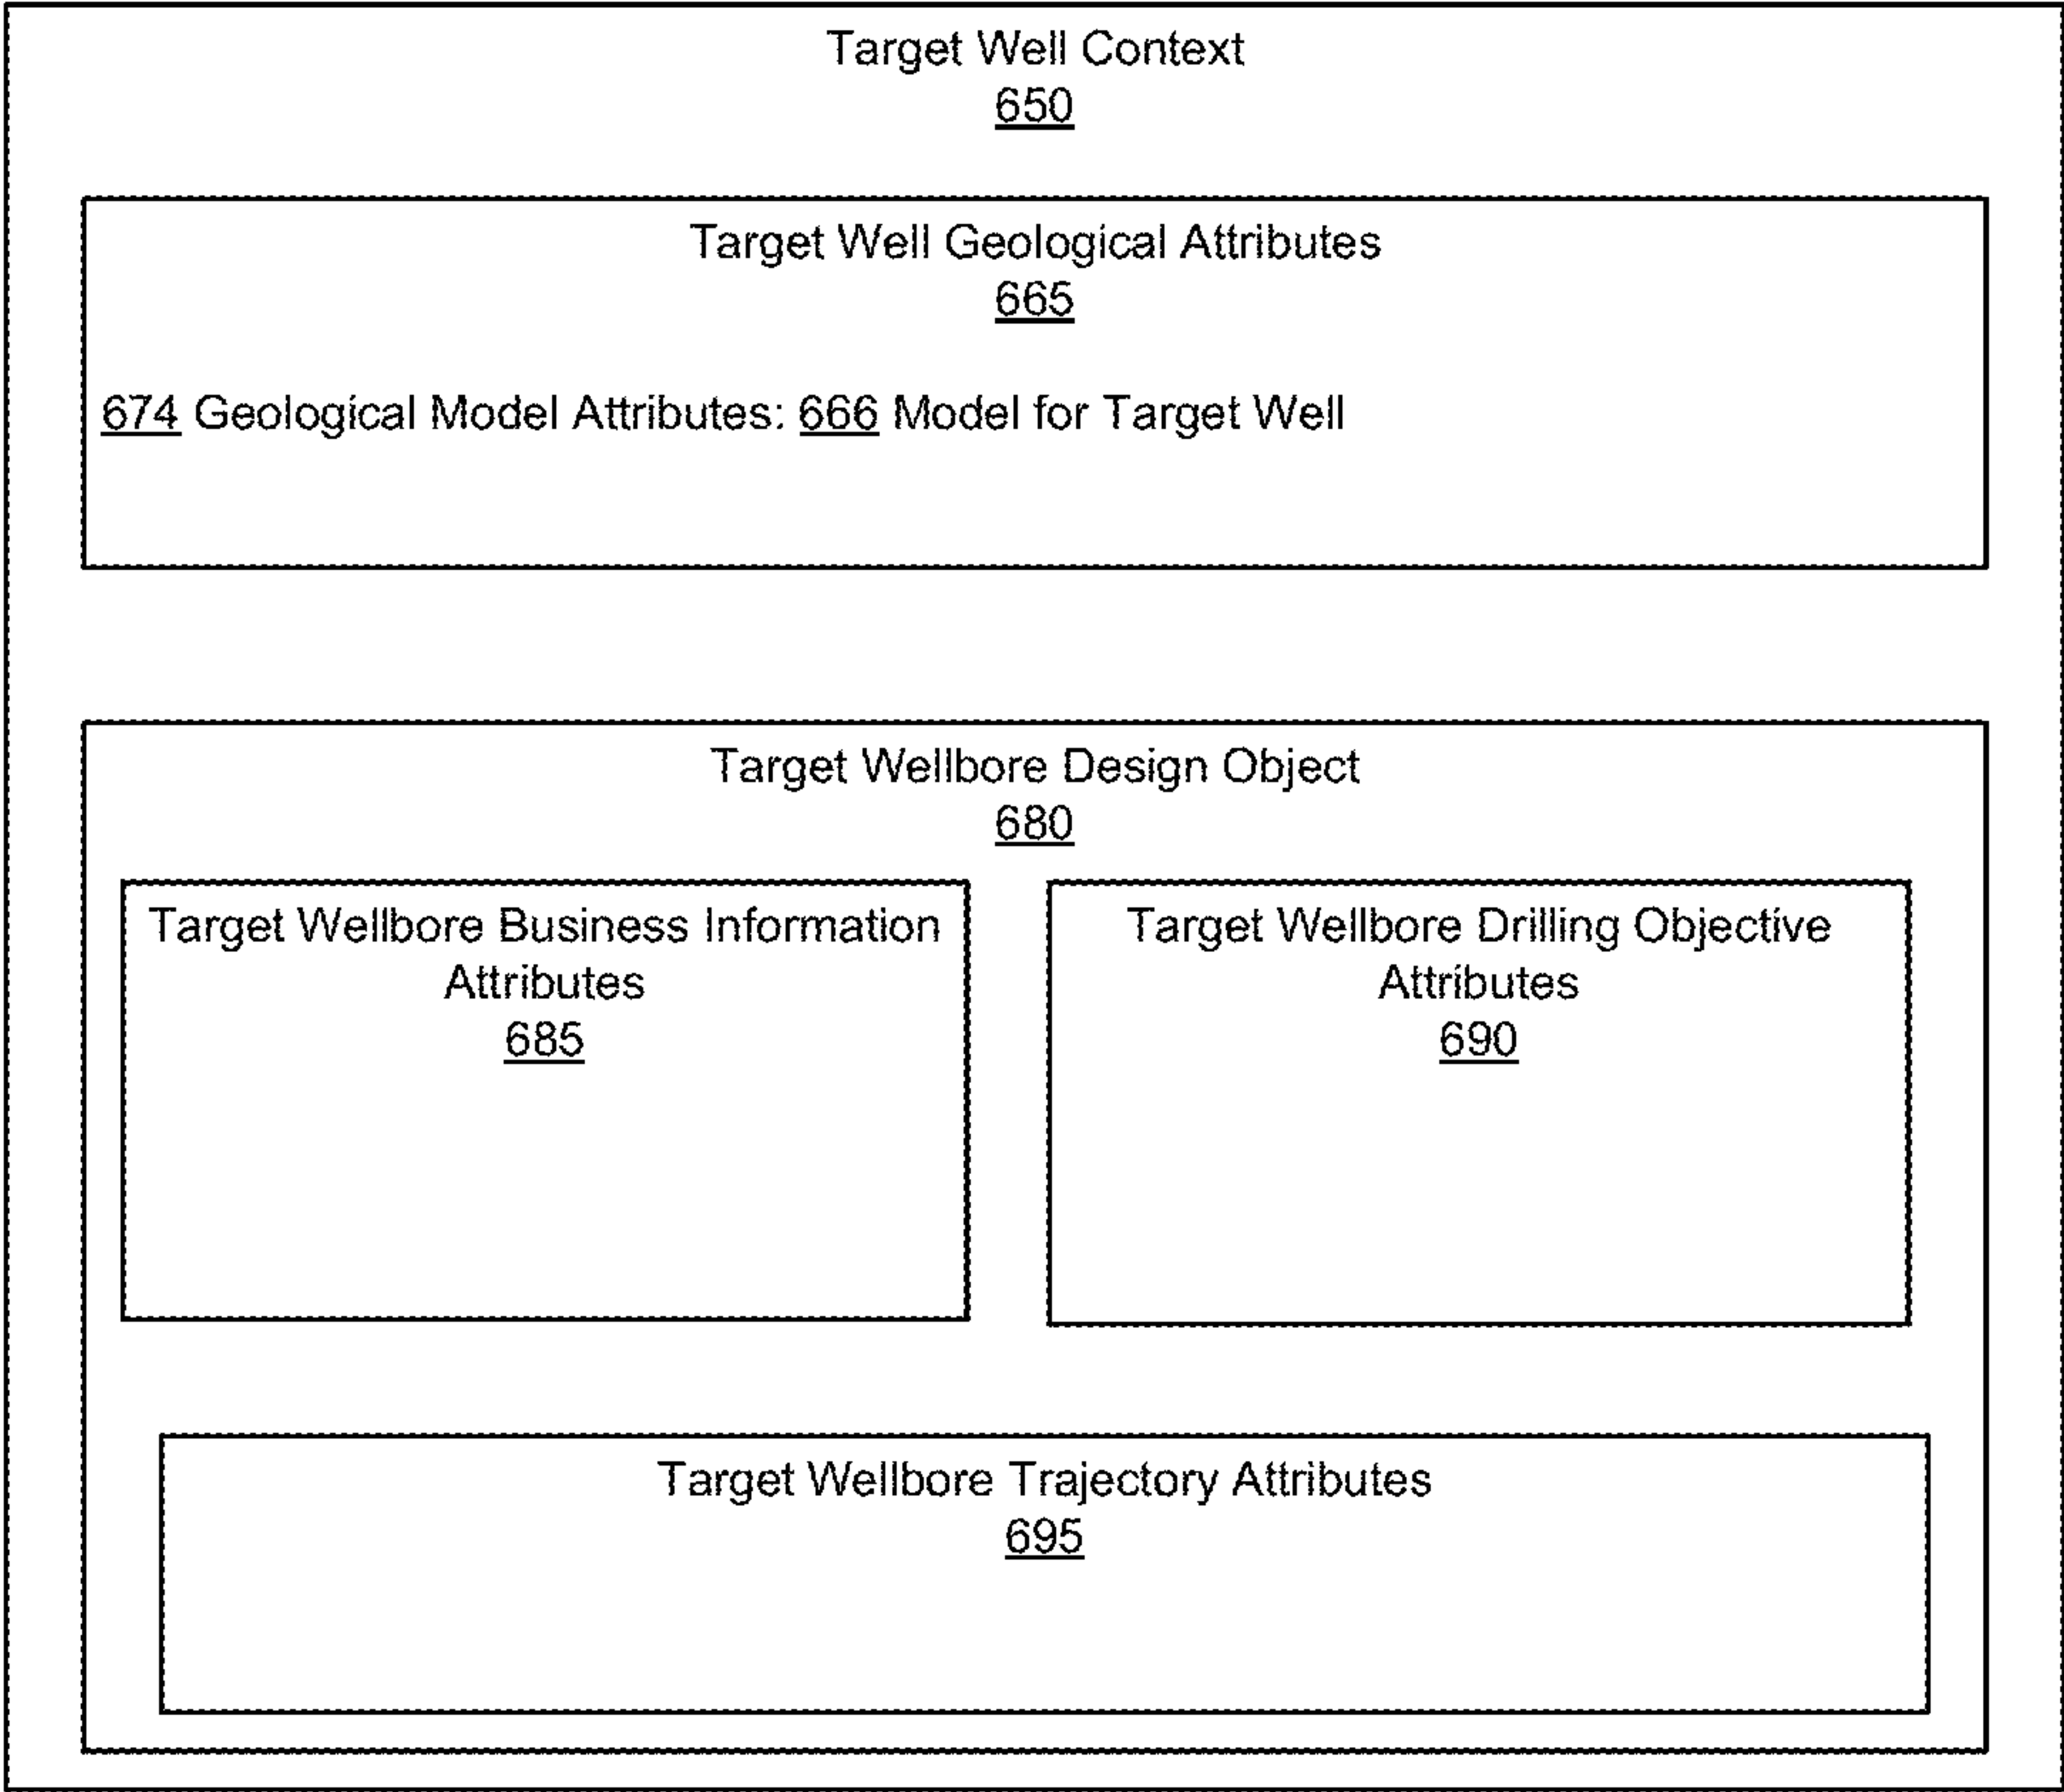 Target Well Context
650
Target Well Geological Attributes
665
674 Geological Model Attributes: 666 Model for Target Well
Target Wellbore Design Object
680
Target Wellbore Business Information
Attributes
685
Target Wellbore Drilling Objective
Attributes
690
Target Wellbore Trajectory Attributes
695